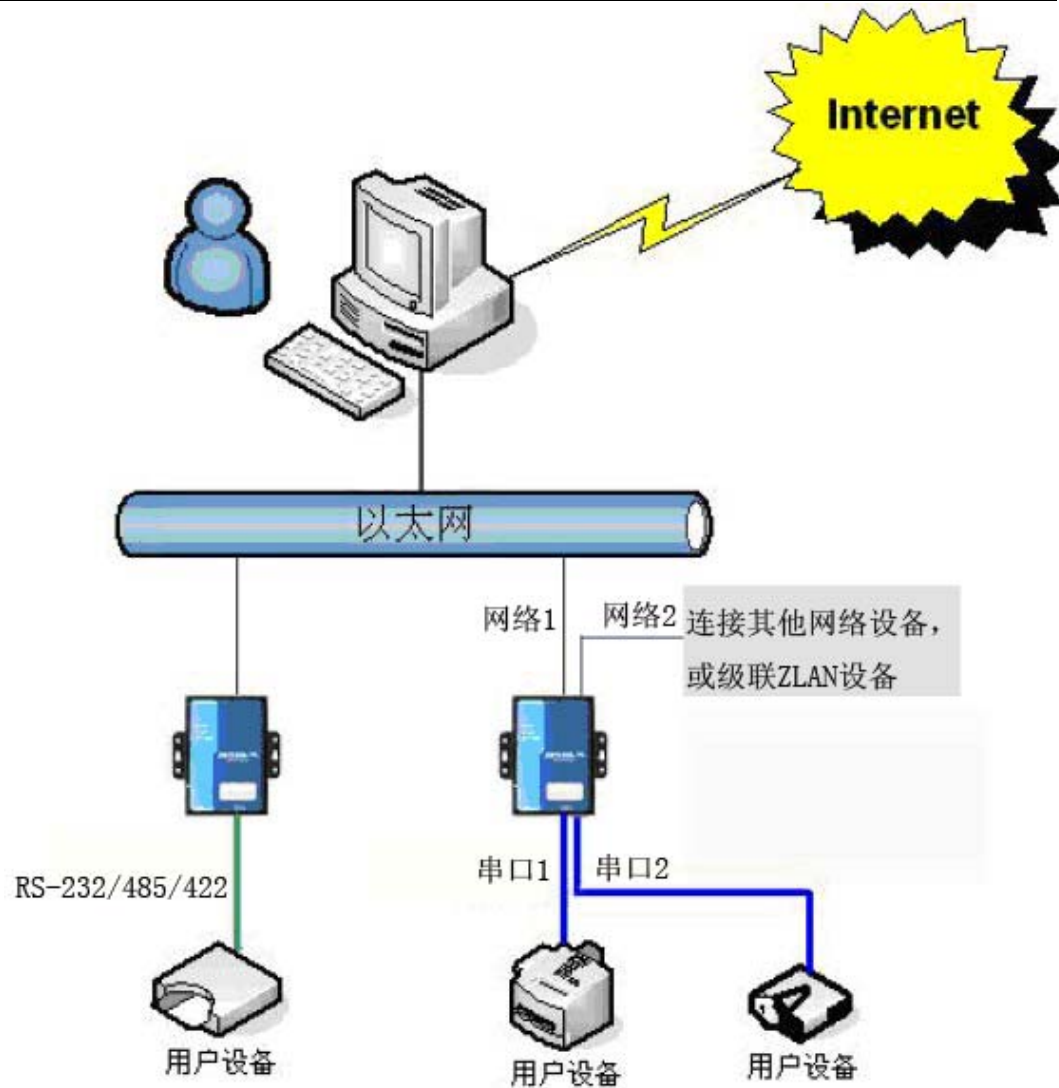 Internet
以太网
网络1
网络2
连接其他网络设备，
或级联ZLAN设备
RS-232/485/422
串口1
串口2
用户设备
用户设备
用户设备